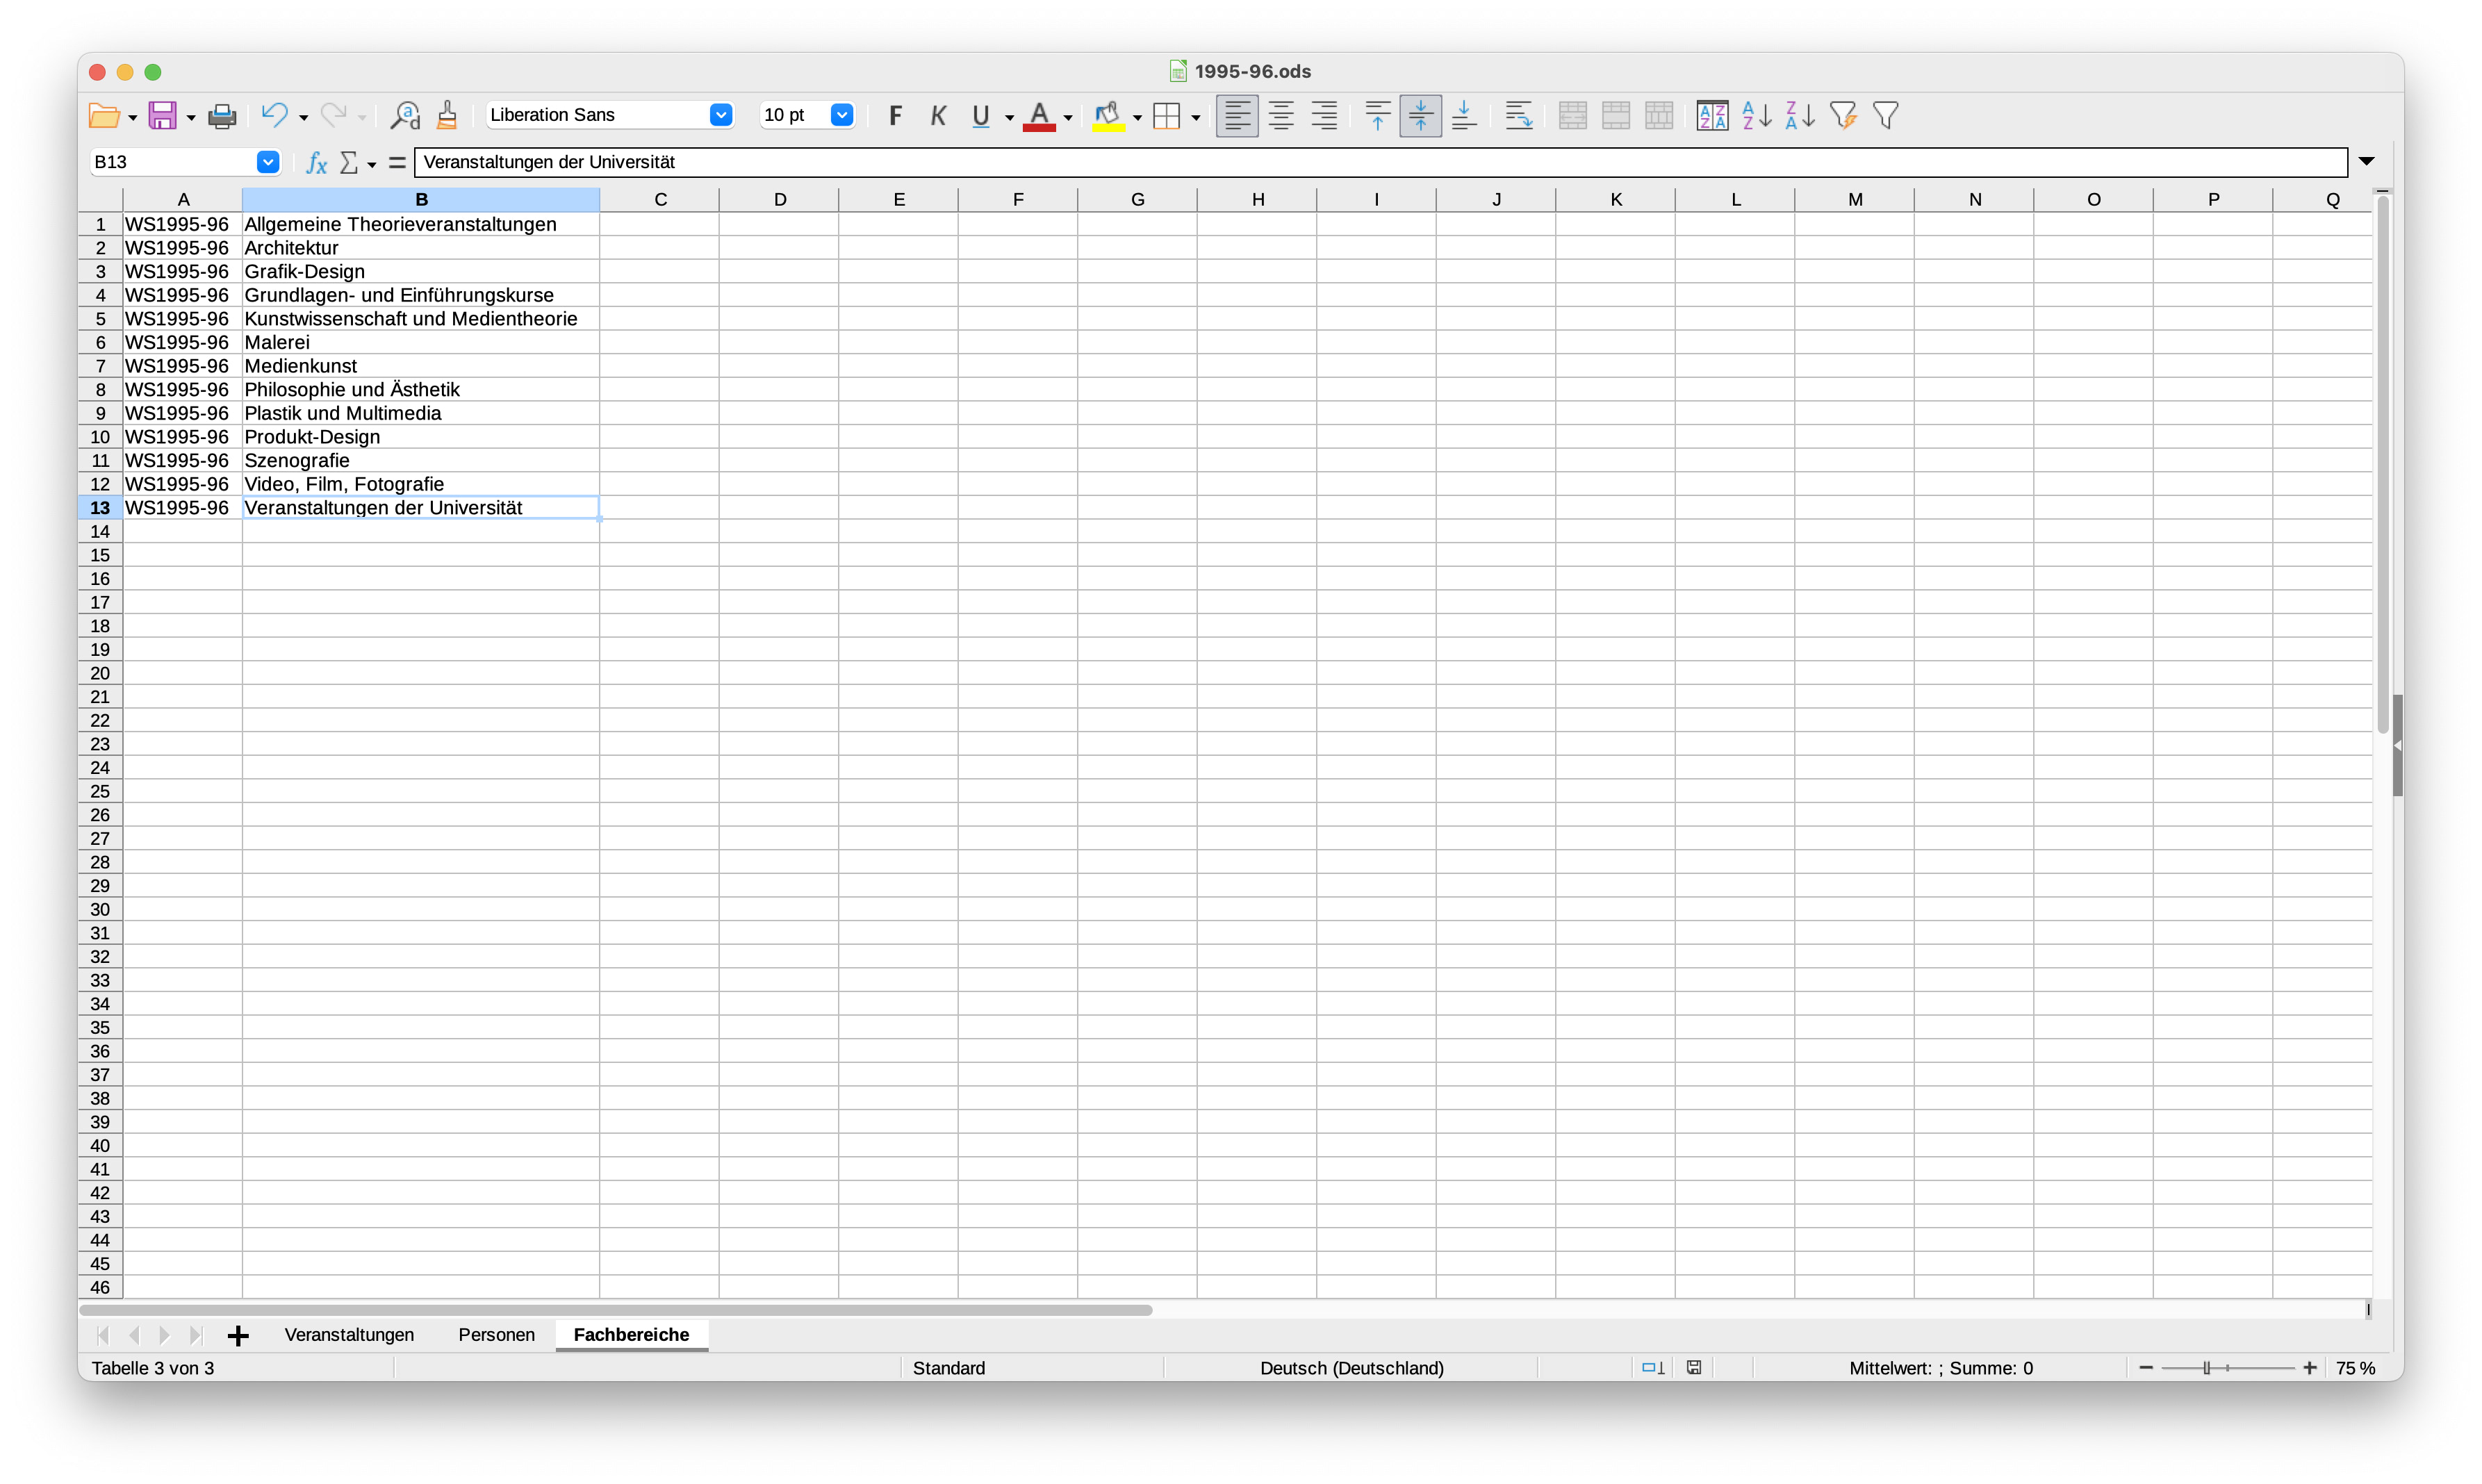 1995-96.ods
Liberation Sans 10 pt F K U A
B13 fx Σ = Veranstaltungen der Universität
A B C D E F G H I J K L M N O P Q
1 WS1995-96 Allgemeine Theorieveranstaltungen
2 WS1995-96 Architektur
3 WS1995-96 Grafik-Design
4 WS1995-96 Grundlagen- und Einführungskurse
5 WS1995-96 Kunstwissenschaft und Medientheorie
6 WS1995-96 Malerei
7 WS1995-96 Medienkunst
8 WS1995-96 Philosophie und Ästhetik
9 WS1995-96 Plastik und Multimedia
10 WS1995-96 Produkt-Design
11 WS1995-96 Szenografie
12 WS1995-96 Video, Film, Fotografie
13 WS1995-96 Veranstaltungen der Universität
14
15
16
17
18
19
20
21
22
23
24
25
26
27
28
29
30
31
32
33
34
35
36
37
38
39
40
41
42
43
44
45
46
Veranstaltungen Personen Fachbereiche
Tabelle 3 von 3 Standard Deutsch (Deutschland) Mittelwert: ; Summe: 0 75 %